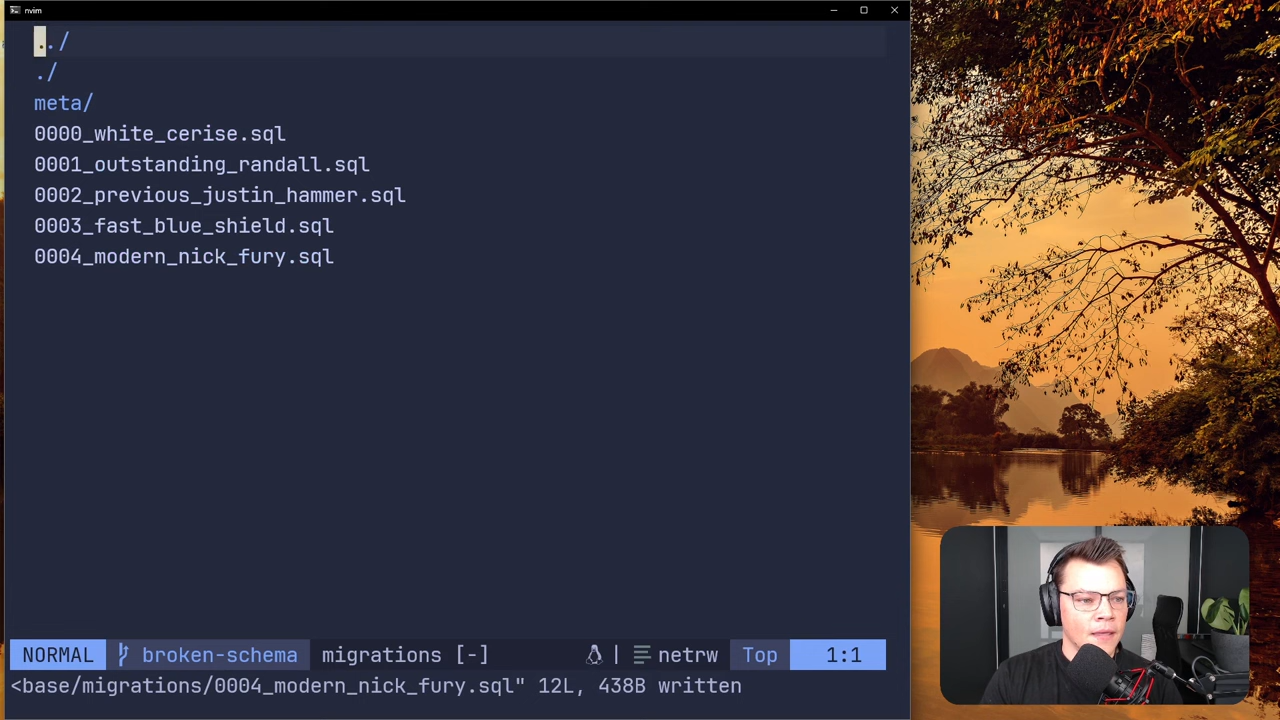 nvim
../
./
meta/
0000_white_cerise.sql
0001_outstanding_randall.sql
0002_previous_justin_hammer.sql
0003_fast_blue_shield.sql
0004_modern_nick_fury.sql
NORMAL broken-schema migrations [-] | netrw Top 1:1
<base/migrations/0004_modern_nick_fury.sql" 12L, 438B written